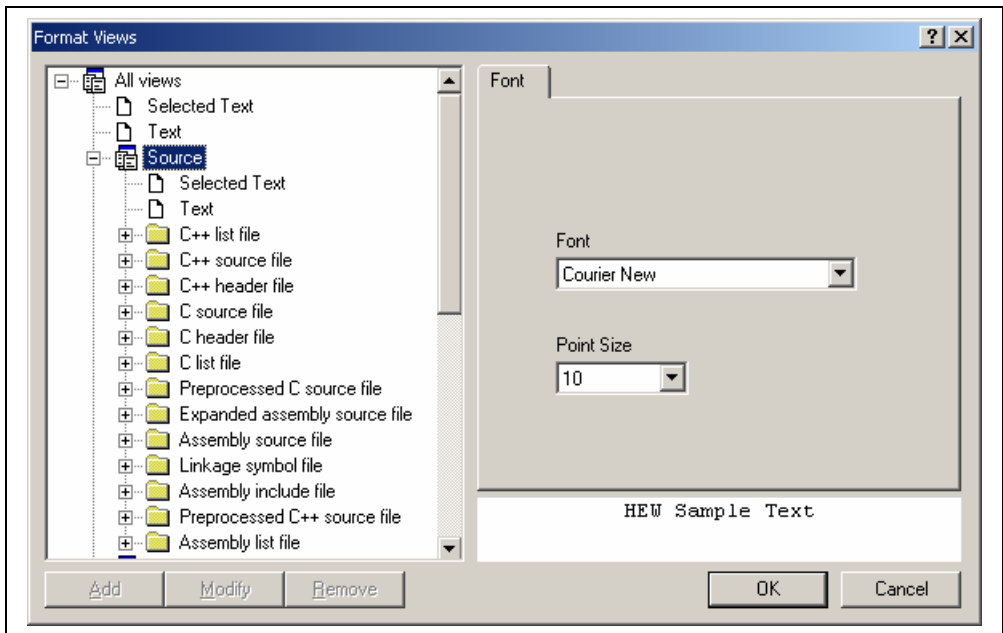 Format Views
All views
Selected Text
Text
Source
Selected Text
Text
C++ list file
C++ source file
C++ header file
C source file
C header file
C list file
Preprocessed C source file
Expanded assembly source file
Assembly source file
Linkage symbol file
Assembly include file
Preprocessed C++ source file
Assembly list file
Add Modify Remove
Font
Font
Courier New
Point Size
10
HEW Sample Text
OK Cancel